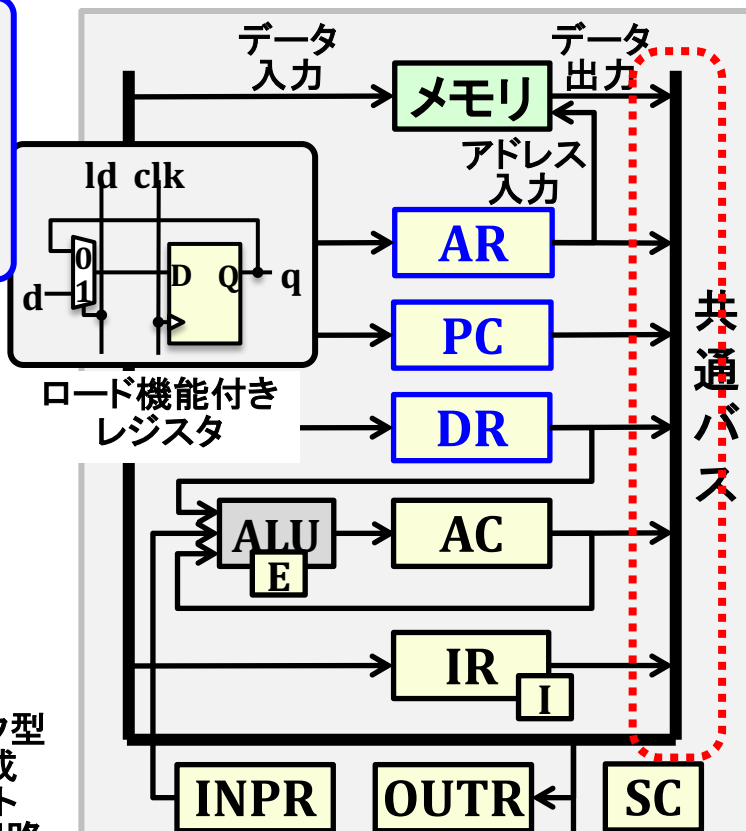 データ
入力
データ
出力
メモリ
アドレス
入力
ld clk
0
1
d
D Q
q
ロード機能付き
レジスタ
AR
PC
DR
ALU
E
AC
IR
I
共通バス
INPR
OUTR
SC